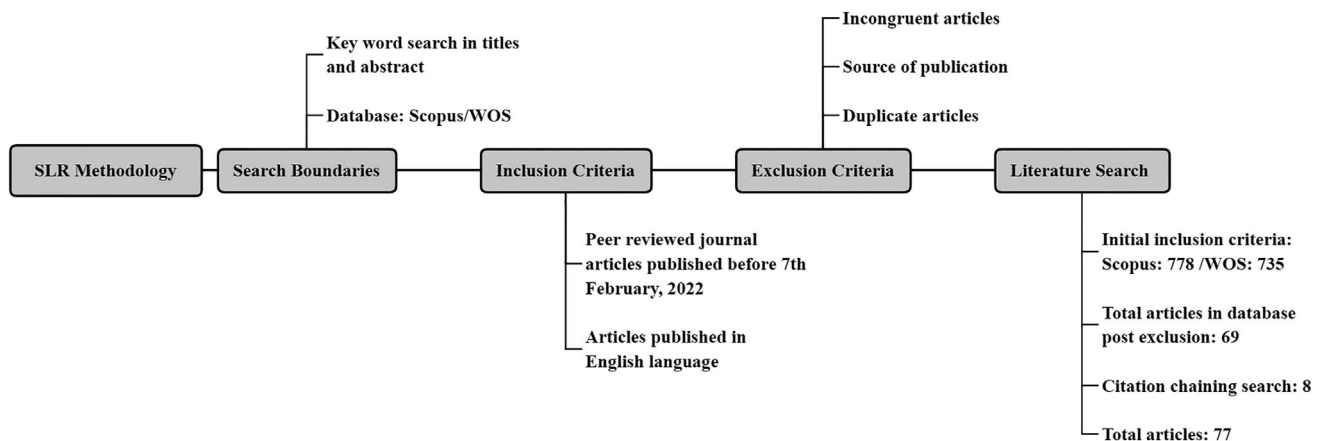 SLR Methodology
Search Boundaries
Key word search in titles
and abstract
Database: Scopus/WOS
Inclusion Criteria
Peer reviewed journal
articles published before 7th
February, 2022
Articles published in
English language
Exclusion Criteria
Incongruent articles
Source of publication
Duplicate articles
Literature Search
Initial inclusion criteria:
Scopus: 778 /WOS: 735
Total articles in database
post exclusion: 69
Citation chaining search: 8
Total articles: 77